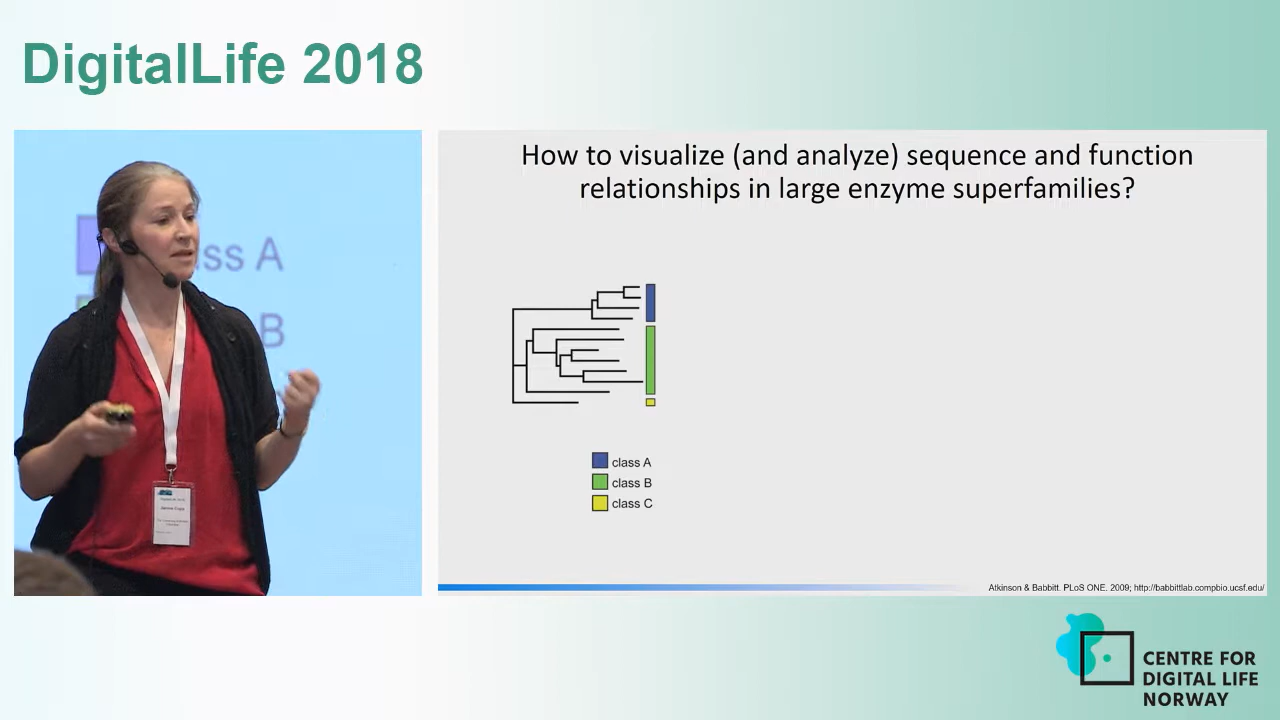 DigitalLife 2018
ass A
B
How to visualize (and analyze) sequence and function
relationships in large enzyme superfamilies?
class A
class B
class C
Atkinson & Babbitt. PLoS ONE. 2009; http://babbittlab.compbio.ucsf.edu/
CENTRE FOR
DIGITAL LIFE
NORWAY